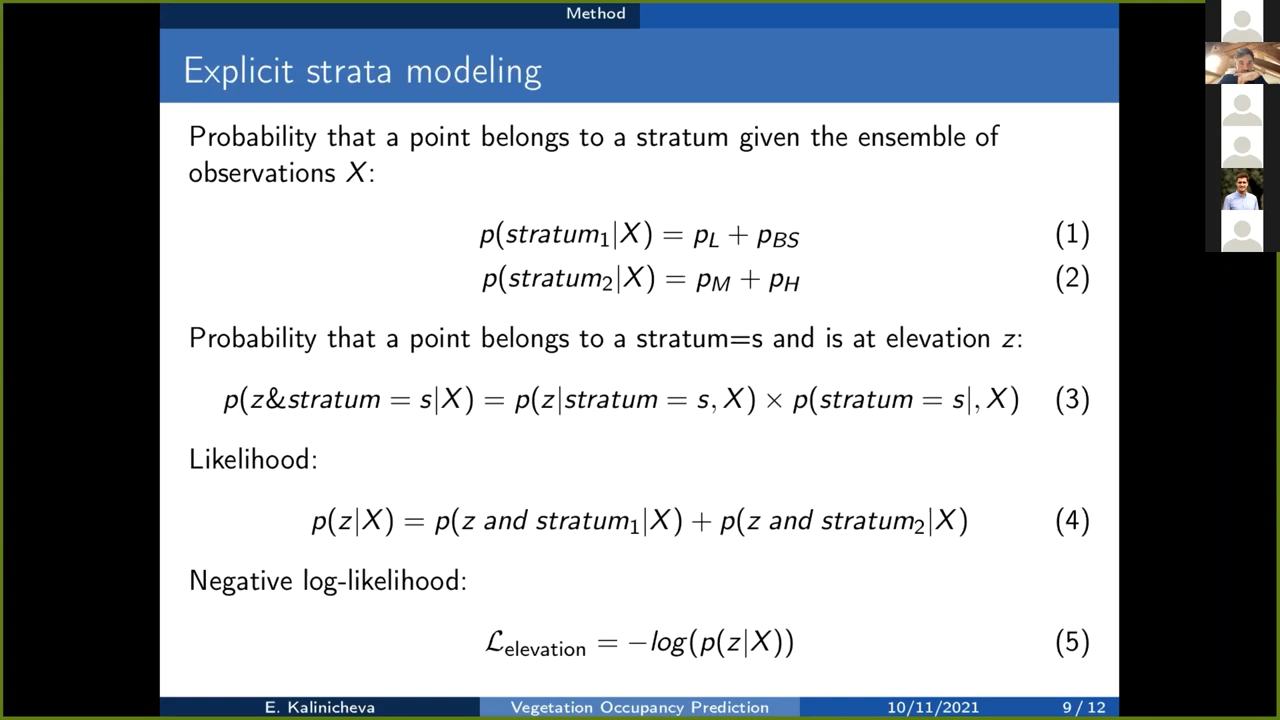 Method
Explicit strata modeling
Probability that a point belongs to a stratum given the ensemble of
observations X:
p(stratum₁|X) = p_L + p_BS (1)
p(stratum₂|X) = p_M + p_H (2)
Probability that a point belongs to a stratum=s and is at elevation z:
p(z&stratum = s|X) = p(z|stratum = s, X) × p(stratum = s|, X) (3)
Likelihood:
p(z|X) = p(z and stratum₁|X) + p(z and stratum₂|X) (4)
Negative log-likelihood:
ℒ_elevation = −log(p(z|X)) (5)
E. Kalinicheva Vegetation Occupancy Prediction 10/11/2021 9 / 12